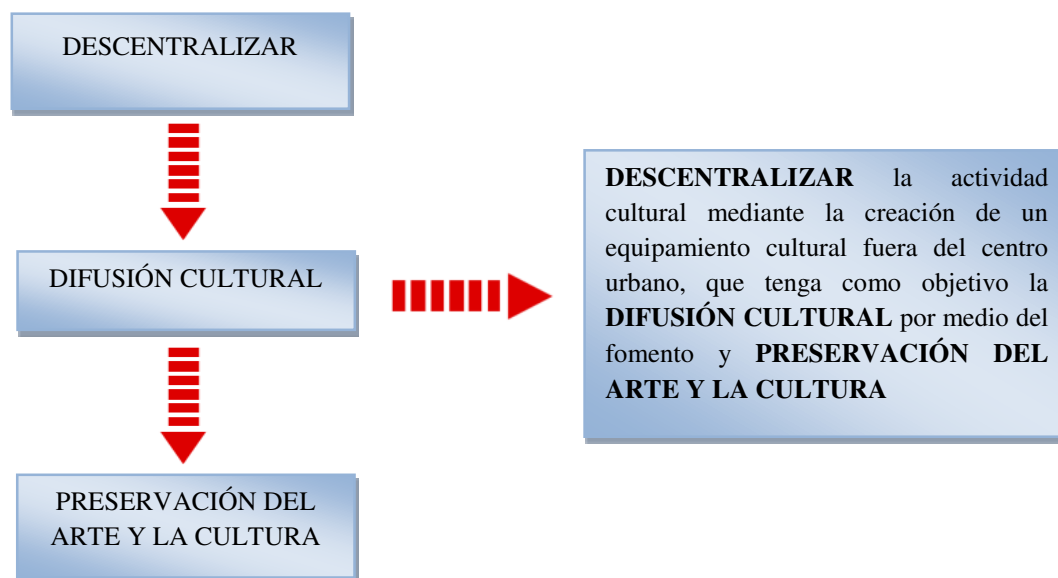 DESCENTRALIZAR
DIFUSIÓN CULTURAL
PRESERVACIÓN DEL
ARTE Y LA CULTURA
DESCENTRALIZAR la actividad
cultural mediante la creación de un
equipamiento cultural fuera del centro
urbano, que tenga como objetivo la
DIFUSIÓN CULTURAL por medio del
fomento y PRESERVACIÓN DEL
ARTE Y LA CULTURA